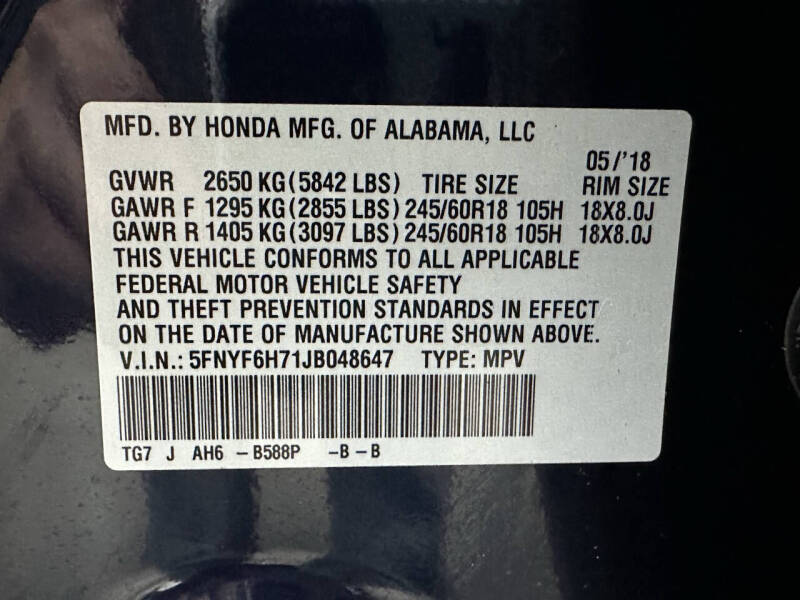 MFD. BY HONDA MFG. OF ALABAMA, LLC
05/'18
GVWR 2650 KG (5842 LBS) TIRE SIZE RIM SIZE
GAWR F 1295 KG (2855 LBS) 245/60R18 105H 18X8.0J
GAWR R 1405 KG (3097 LBS) 245/60R18 105H 18X8.0J
THIS VEHICLE CONFORMS TO ALL APPLICABLE
FEDERAL MOTOR VEHICLE SAFETY
AND THEFT PREVENTION STANDARDS IN EFFECT
ON THE DATE OF MANUFACTURE SHOWN ABOVE.
V.I.N.: 5FNYF6H71JB048647 TYPE: MPV
TG7 J AH6 -B588P -B-B